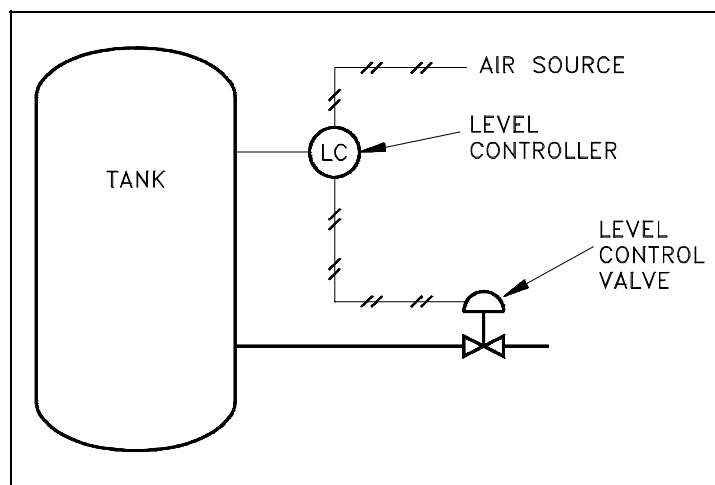 AIR SOURCE
LC
LEVEL
CONTROLLER
TANK
LEVEL
CONTROL
VALVE